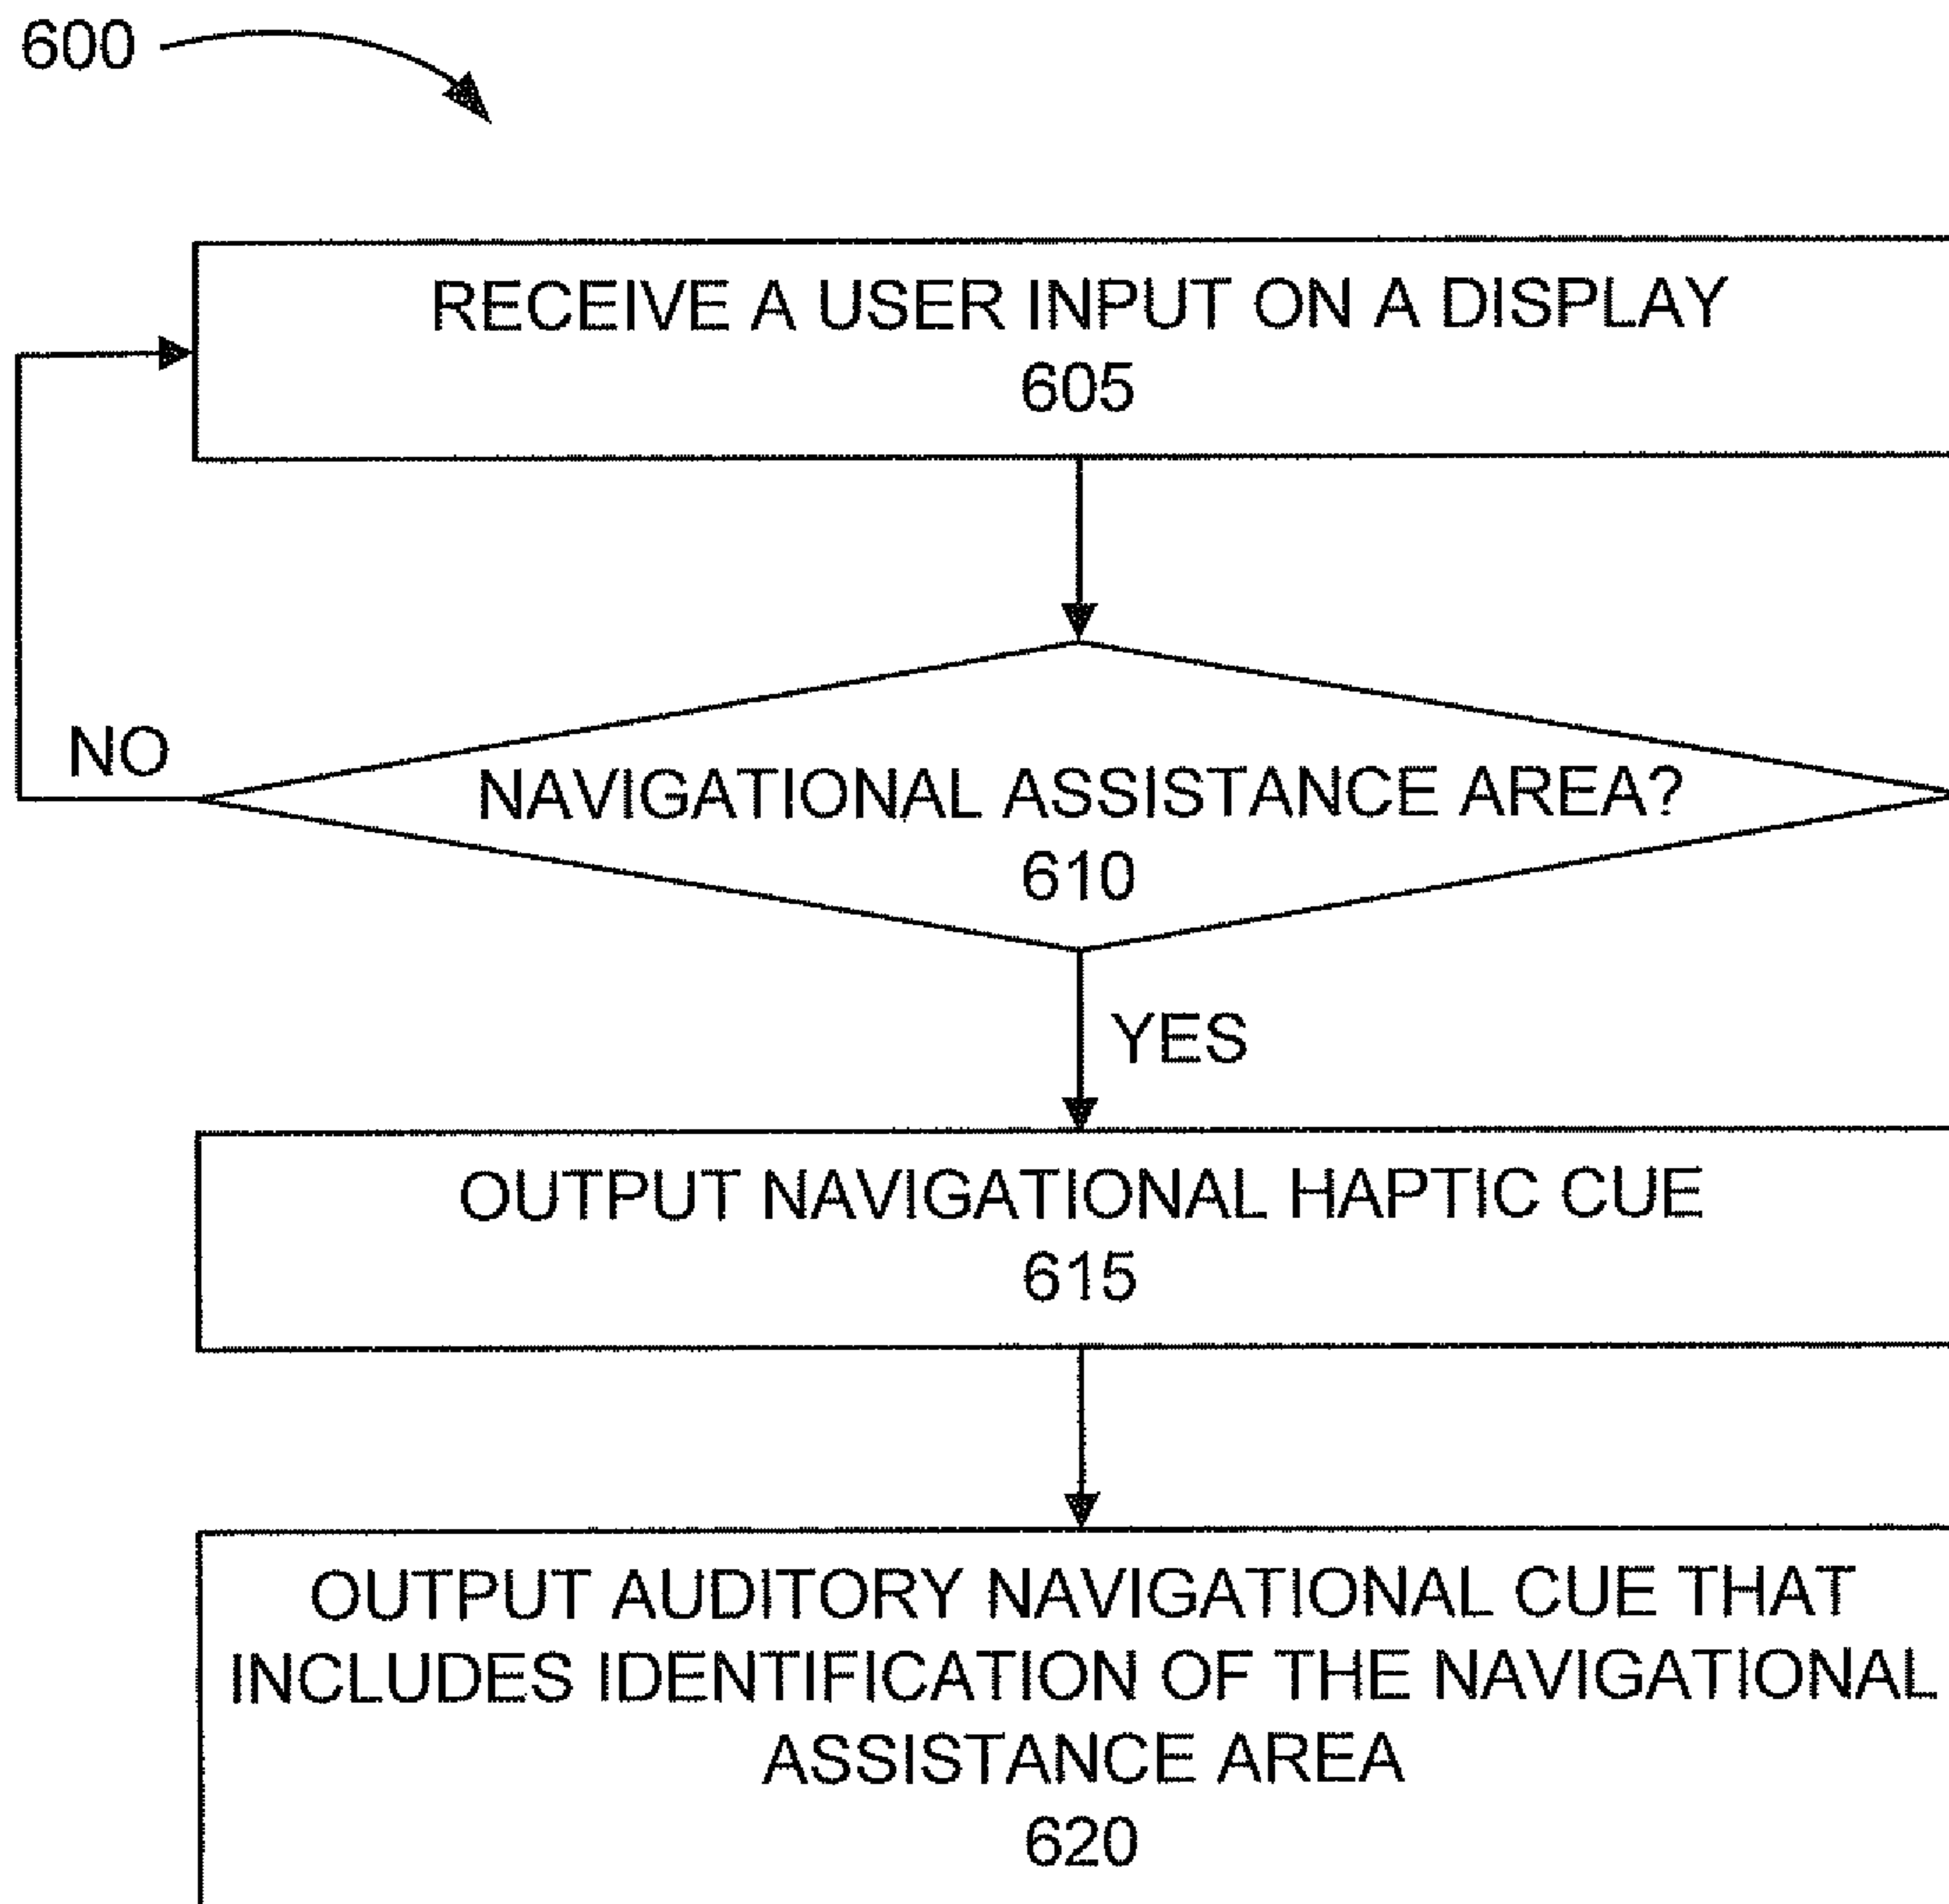 600
RECEIVE A USER INPUT ON A DISPLAY
605
NO
NAVIGATIONAL ASSISTANCE AREA?
610
YES
OUTPUT NAVIGATIONAL HAPTIC CUE
615
OUTPUT AUDITORY NAVIGATIONAL CUE THAT
INCLUDES IDENTIFICATION OF THE NAVIGATIONAL
ASSISTANCE AREA
620